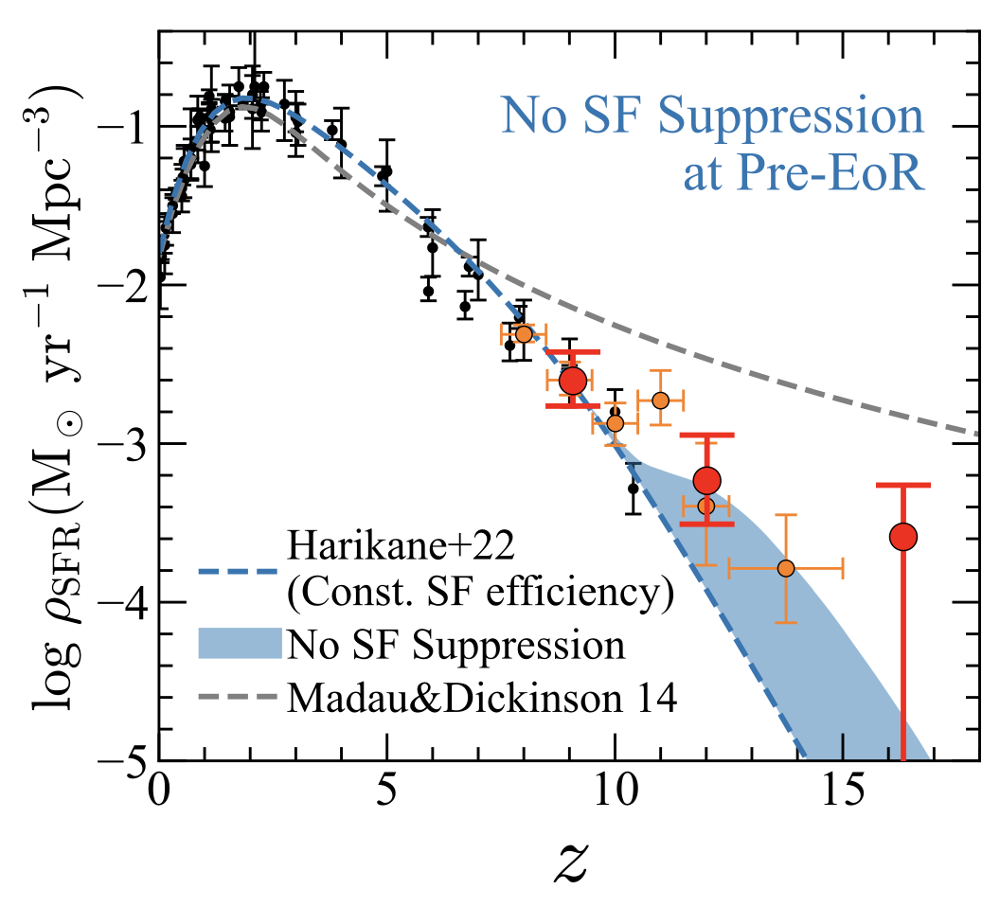 No SF Suppression
at Pre-EoR
log ρSFR(M⊙ yr−1 Mpc−3)
−1
−2
−3
−4
−5
Harikane+22
(Const. SF efficiency)
No SF Suppression
Madau&Dickinson 14
0 5 10 15
z